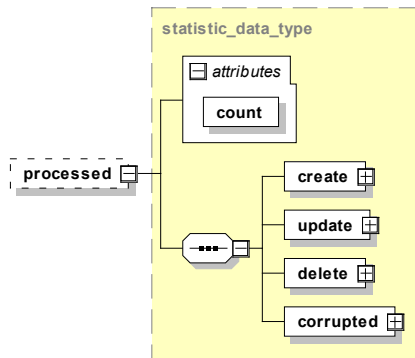 statistic_data_type
attributes
count
processed
create
update
delete
corrupted